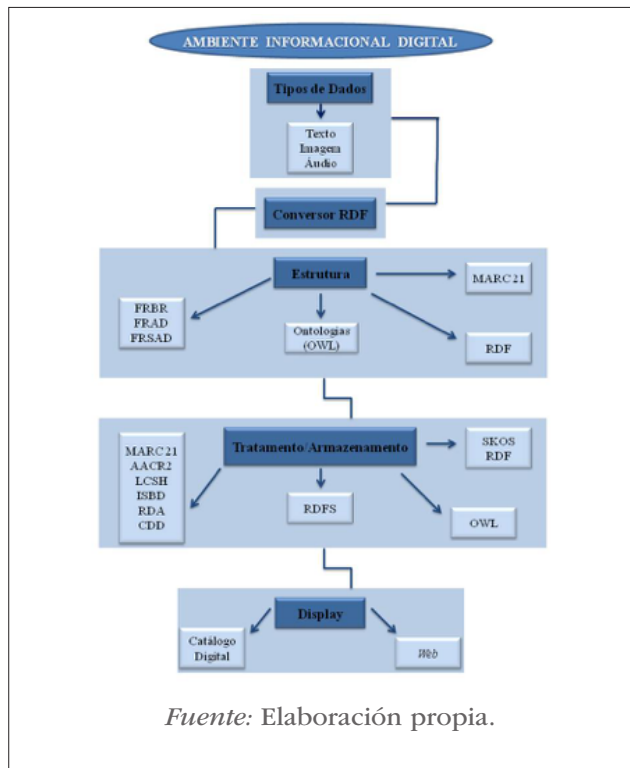 AMBIENTE INFORMACIONAL DIGITAL
Tipos de Dados
Texto
Imagem
Áudio
Conversor RDF
Estrutura
MARC21
FRBR
FRAD
FRSAD
Ontologias
(OWL)
RDF
Tratamento/Armazenamento
SKOS
RDF
MARC21
AACR2
LCSH
ISBD
RDA
CDD
RDFS
OWL
Display
Catálogo
Digital
Web
Fuente: Elaboración propia.